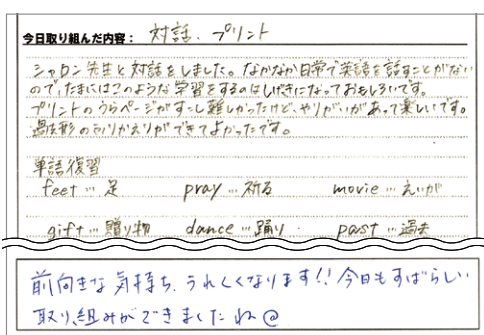 今日取り組んだ内容: 対話、プリント
シャロン先生と対話をしました。なかなか日常で英語を話すことがない
ので、たまにはこのような学習をするのはしげきになっておもしろいです。
プリントのうらページがすこし難しかったけど、やりがいがあって楽しいです。
過去形のふりかえりができてよかったです。
単語復習
feet … 足 pray … 祈る movie … えいが
gift … 贈り物 dance … 踊り past … 過去
前向きな気持ち、うれしくなります!! 今日もすばらしい
取り組みができましたね